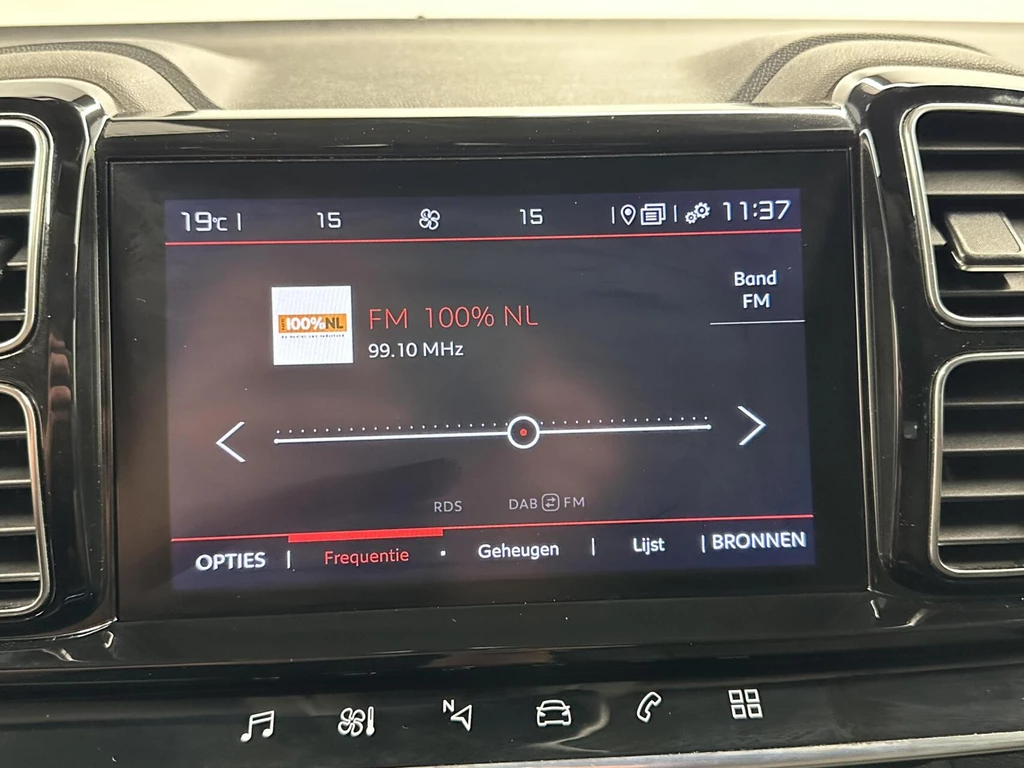 19°C 15 15 11:37
Band
FM
100%NL
FM 100% NL
99.10 MHz
RDS DAB FM
OPTIES Frequentie Geheugen Lijst BRONNEN
N